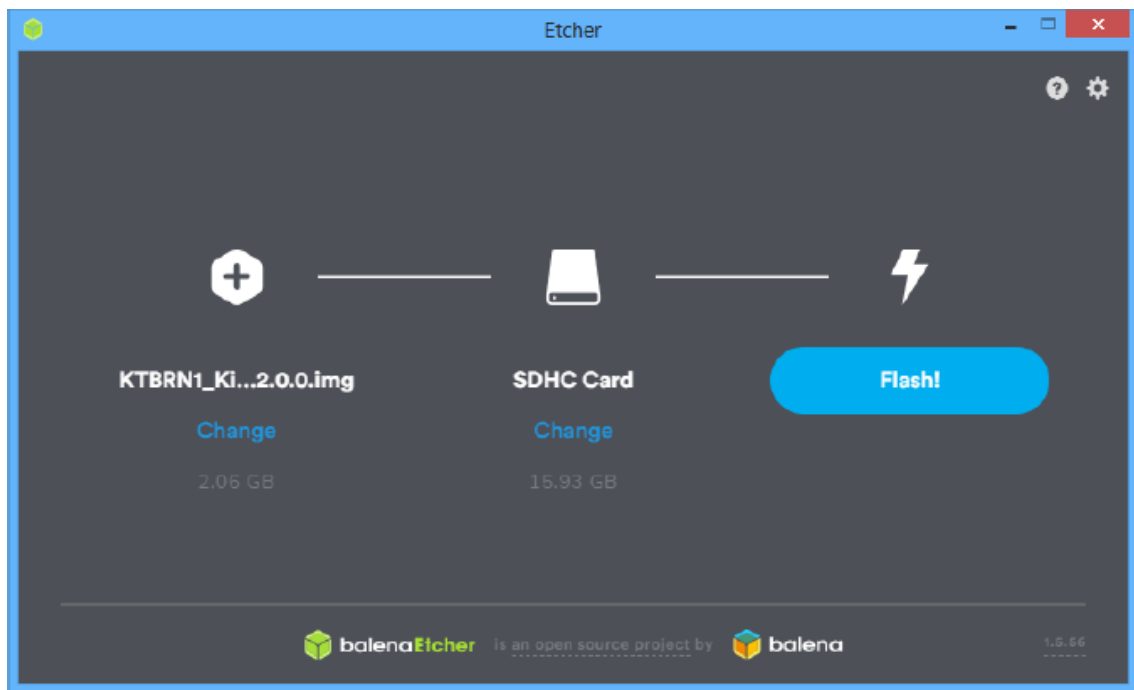 Etcher
KTBRN1_Ki...2.0.0.img
SDHC Card
Flash!
Change
Change
2.06 GB
15.93 GB
balenaEtcher is an open source project by balena
1.5.56